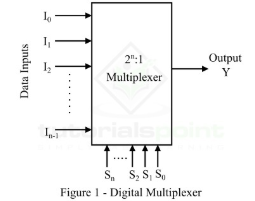 I0
I1
I2
In-1
Data Inputs
2ⁿ:1
Multiplexer
Output
Y
Sn .... S2 S1 S0
tutorialspoint
Figure 1 - Digital Multiplexer